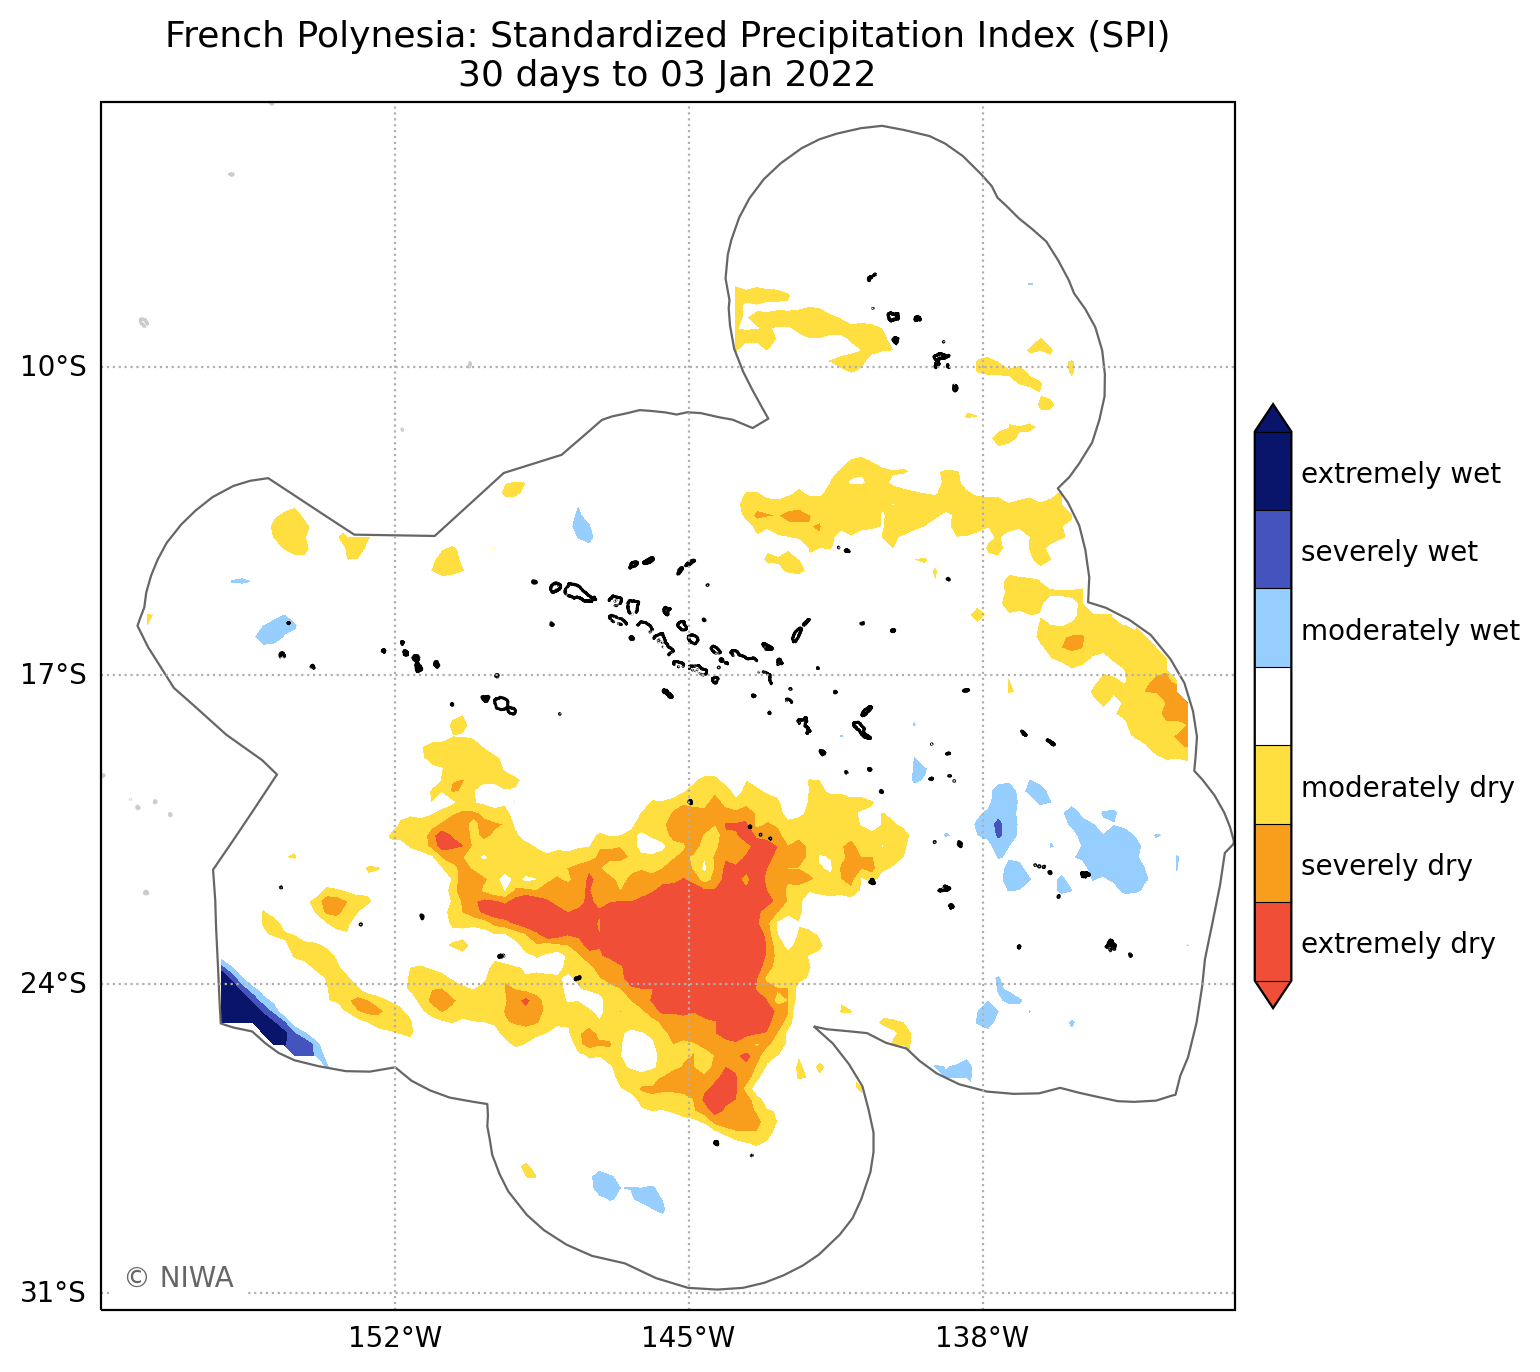 French Polynesia: Standardized Precipitation Index (SPI)
30 days to 03 Jan 2022
10°S
17°S
24°S
31°S
152°W
145°W
138°W
extremely wet
severely wet
moderately wet
moderately dry
severely dry
extremely dry
© NIWA